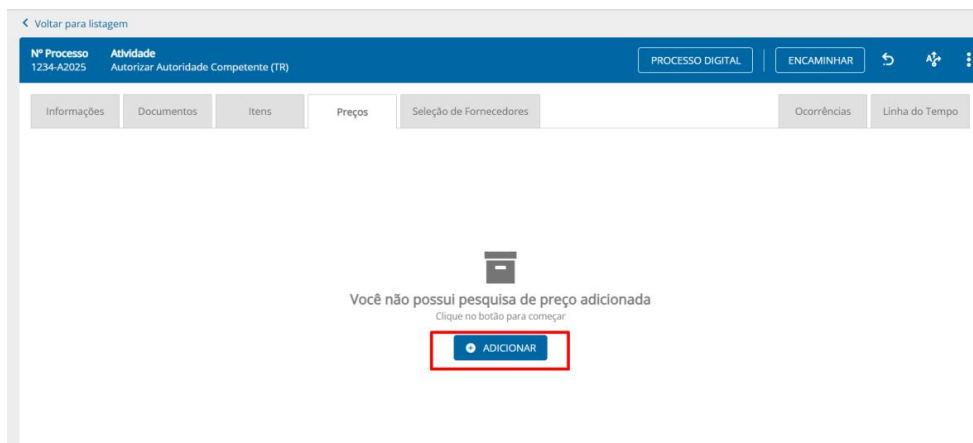 Voltar para listagem
Nº Processo Atividade
1234-A2025 Autorizar Autoridade Competente (TR)
PROCESSO DIGITAL ENCAMINHAR
Informações Documentos Itens Preços Seleção de Fornecedores Ocorrências Linha do Tempo
Você não possui pesquisa de preço adicionada
Clique no botão para começar
ADICIONAR